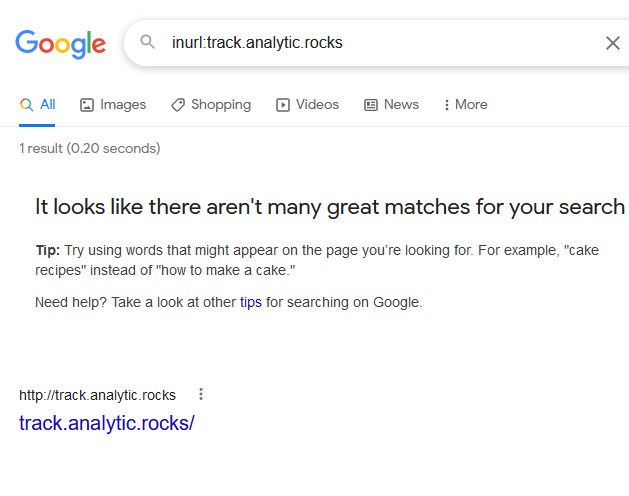 Google
inurl:track.analytic.rocks
All Images Shopping Videos News More
1 result (0.20 seconds)
It looks like there aren't many great matches for your search
Tip: Try using words that might appear on the page you're looking for. For example, "cake
recipes" instead of "how to make a cake."
Need help? Take a look at other tips for searching on Google.
http://track.analytic.rocks
track.analytic.rocks/